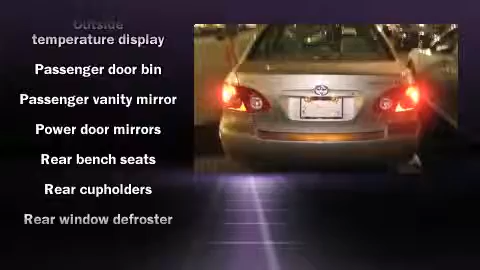 Outside
temperature display
Passenger door bin
Passenger vanity mirror
Power door mirrors
Rear bench seats
Rear cupholders
Rear window defroster